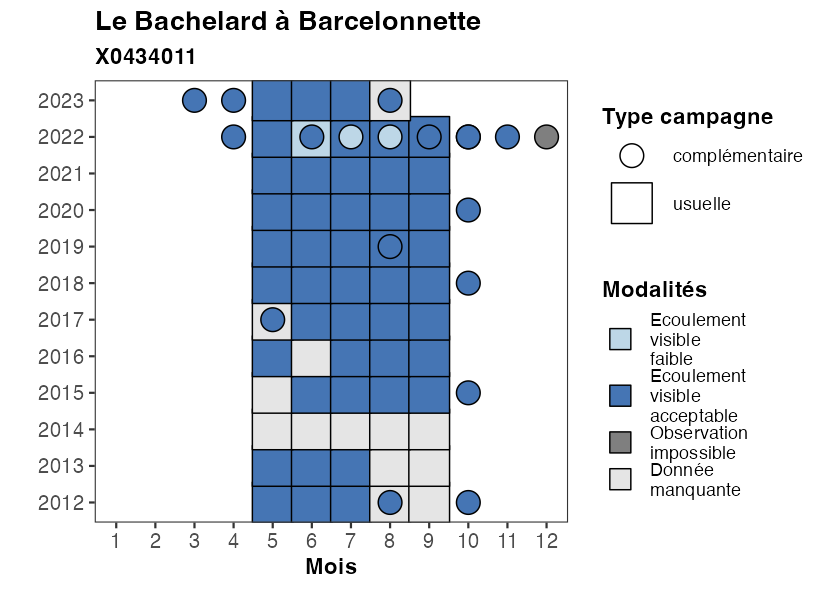 Le Bachelard à Barcelonnette
X0434011
2023
2022
2021
2020
2019
2018
2017
2016
2015
2014
2013
2012
1 2 3 4 5 6 7 8 9 10 11 12
Mois
Type campagne
complémentaire
usuelle
Modalités
Ecoulement
visible
faible
Ecoulement
visible
acceptable
Observation
impossible
Donnée
manquante